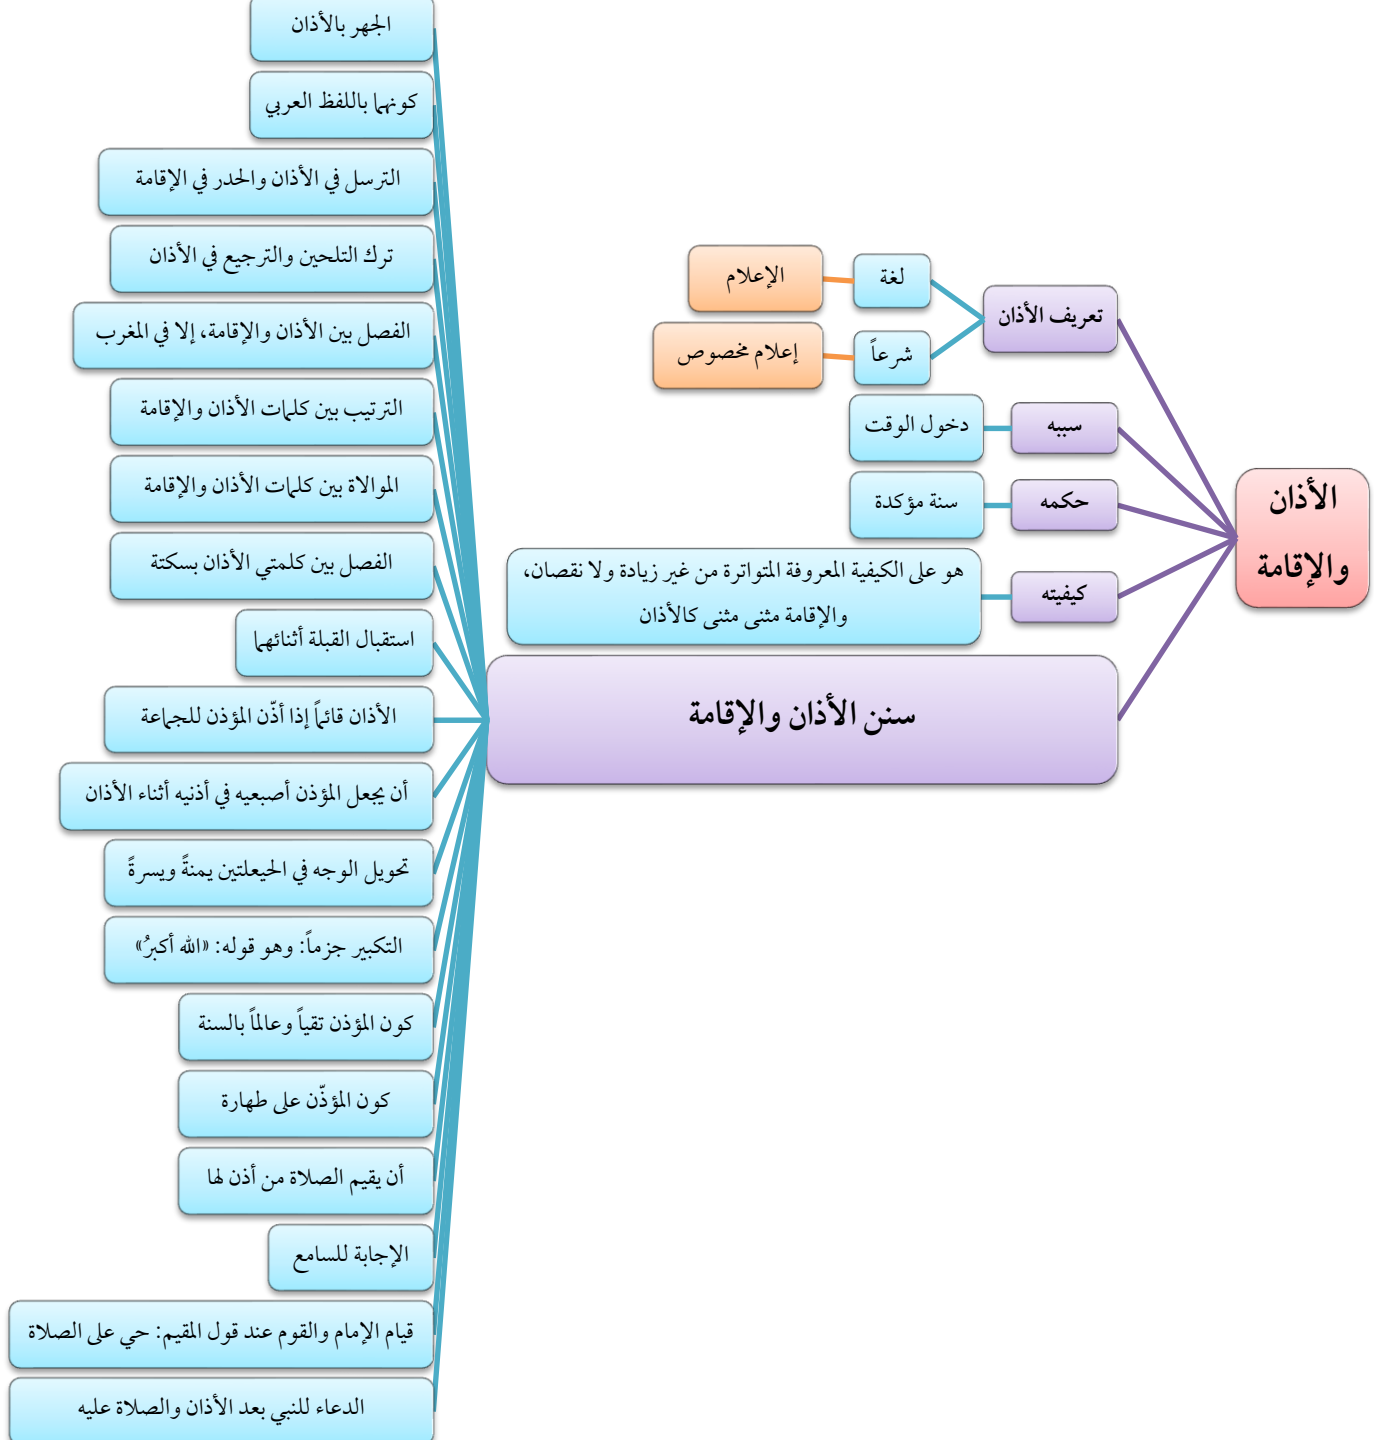 الأذان
والإقامة
تعريف الأذان
لغة
الإعلام
شرعاً
إعلام مخصوص
سببه
دخول الوقت
حكمه
سنة مؤكدة
كيفيته
هو على الكيفية المعروفة المتواترة من غير زيادة ولا نقصان،
والإقامة مثنى مثنى كالأذان
سنن الأذان والإقامة
الجهر بالأذان
كونهما باللفظ العربي
الترسل في الأذان والحدر في الإقامة
ترك التلحين والترجيع في الأذان
الفصل بين الأذان والإقامة، إلا في المغرب
الترتيب بين كلمات الأذان والإقامة
الموالاة بين كلمات الأذان والإقامة
الفصل بين كلمتي الأذان بسكتة
استقبال القبلة أثنائهما
الأذان قائماً إذا أذّن المؤذن للجماعة
أن يجعل المؤذن أصبعيه في أذنيه أثناء الأذان
تحويل الوجه في الحيعلتين يمنةً ويسرةً
التكبير جزماً: وهو قوله: «الله أكبرُ»
كون المؤذن تقياً وعالماً بالسنة
كون المؤذّن على طهارة
أن يقيم الصلاة من أذن لها
الإجابة للسامع
قيام الإمام والقوم عند قول المقيم: حي على الصلاة
الدعاء للنبي بعد الأذان والصلاة عليه